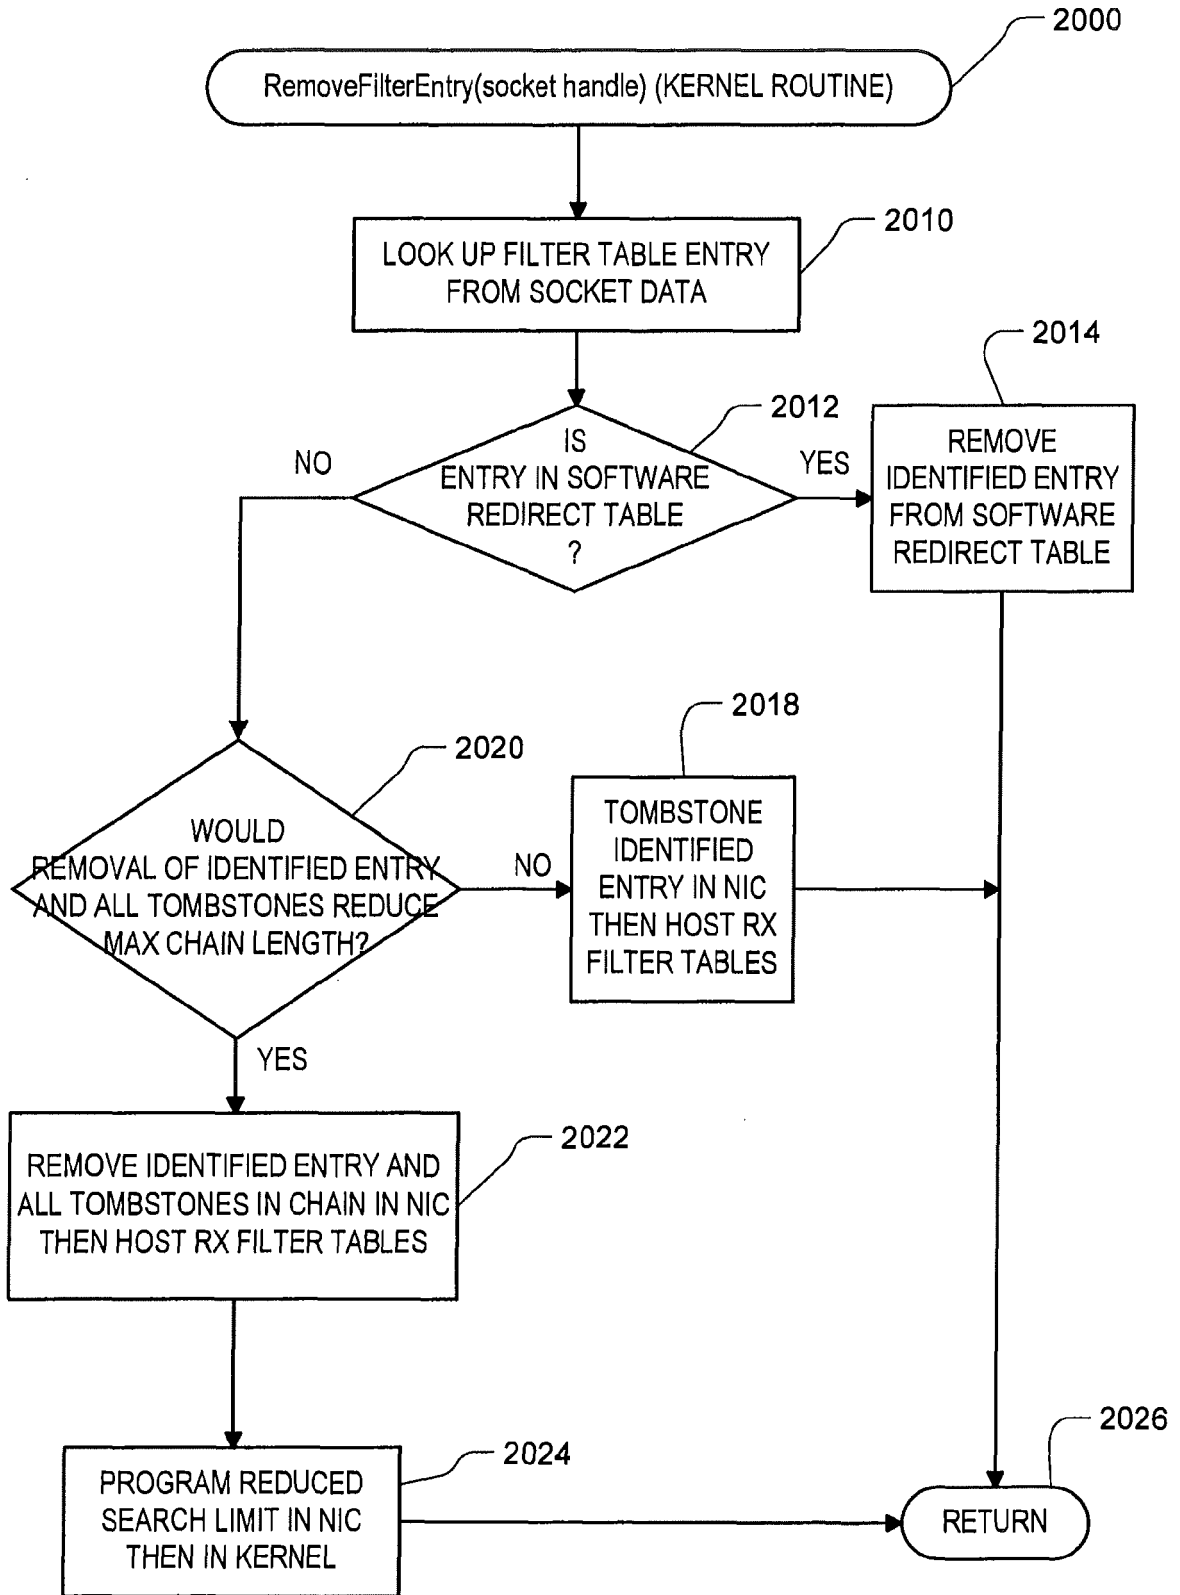 2000
RemoveFilterEntry(socket handle) (KERNEL ROUTINE)
2010
LOOK UP FILTER TABLE ENTRY
FROM SOCKET DATA
2012
IS
ENTRY IN SOFTWARE
REDIRECT TABLE
?
NO
YES
2014
REMOVE
IDENTIFIED ENTRY
FROM SOFTWARE
REDIRECT TABLE
2020
WOULD
REMOVAL OF IDENTIFIED ENTRY
AND ALL TOMBSTONES REDUCE
MAX CHAIN LENGTH?
NO
2018
TOMBSTONE
IDENTIFIED
ENTRY IN NIC
THEN HOST RX
FILTER TABLES
YES
2022
REMOVE IDENTIFIED ENTRY AND
ALL TOMBSTONES IN CHAIN IN NIC
THEN HOST RX FILTER TABLES
2024
PROGRAM REDUCED
SEARCH LIMIT IN NIC
THEN IN KERNEL
2026
RETURN